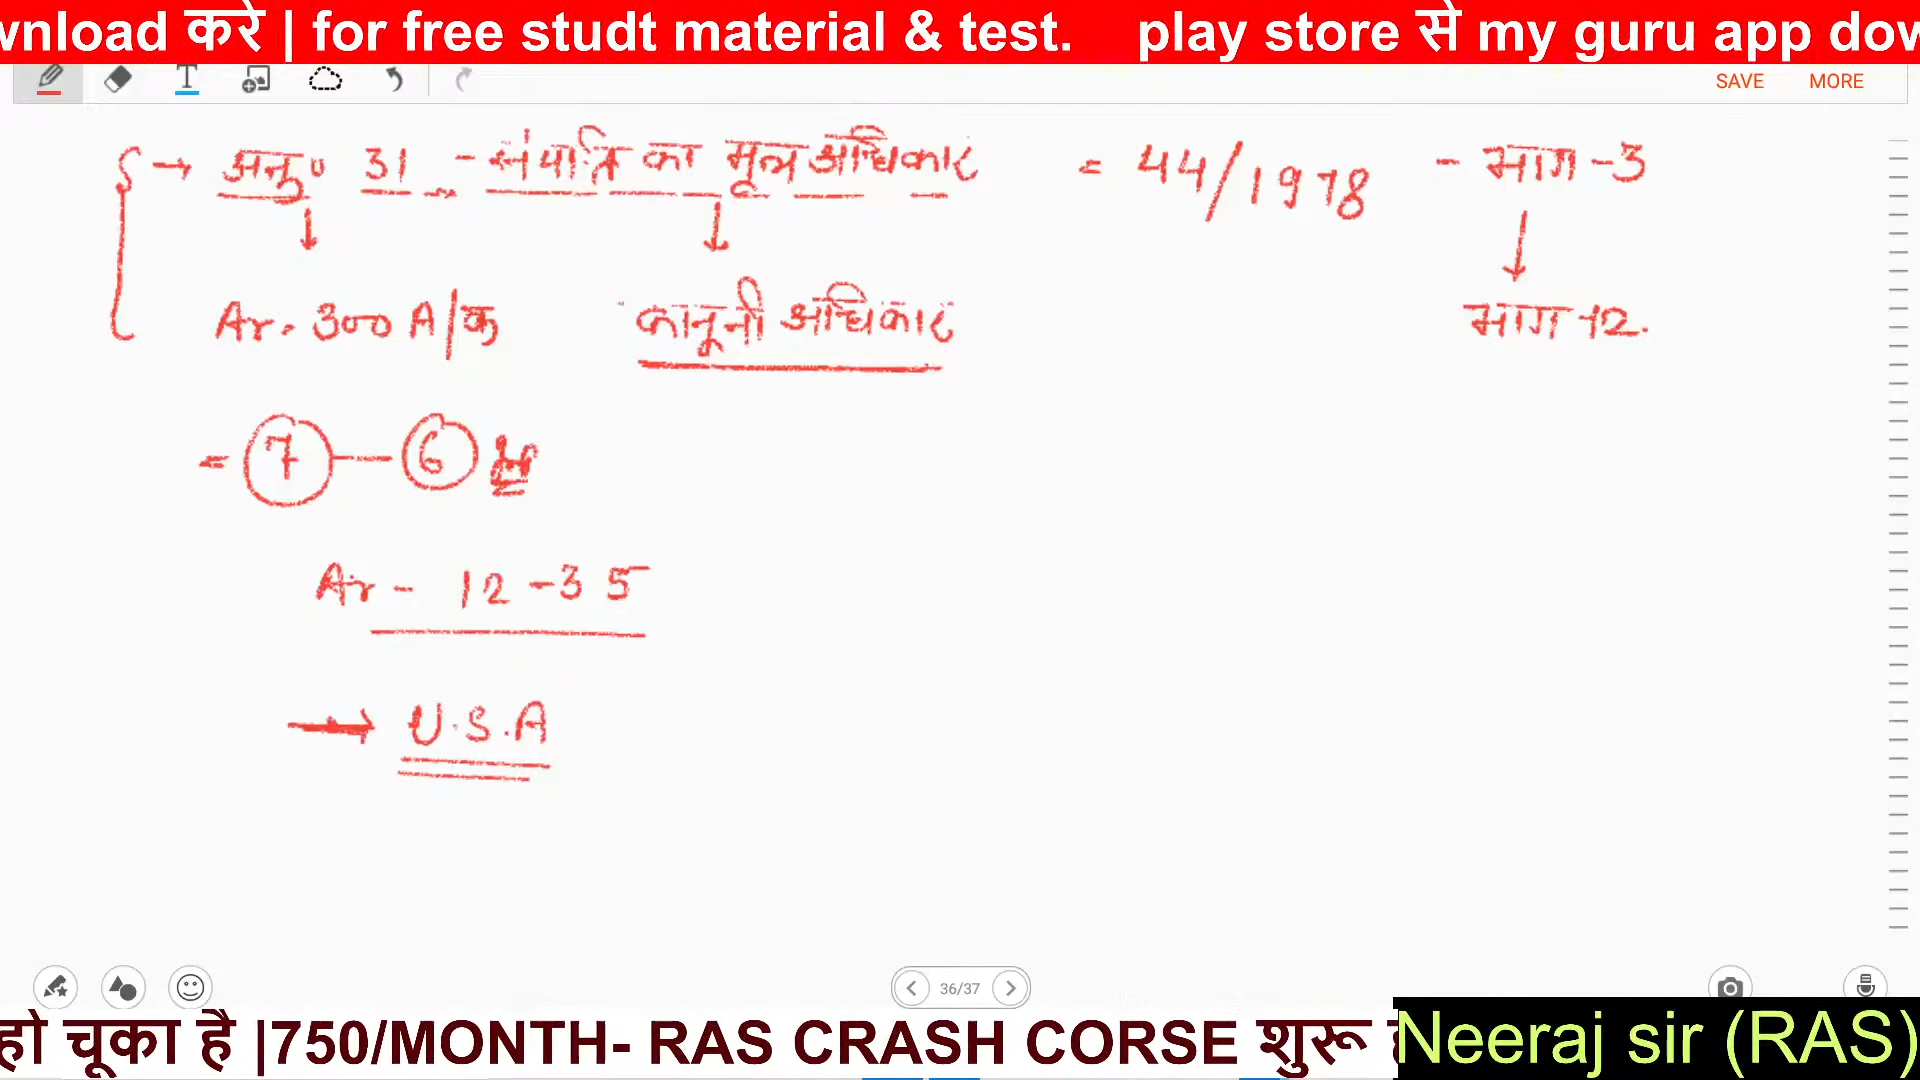 wnload करे | for free studt material & test. play store से my guru app dow
SAVE MORE
→ अनु० 31 - संपत्ति का मूल अधिकार = 44/1978 - भाग-3
Ar. 300 A/क कानूनी अधिकार भाग-12.
= 7 — 6
Ar - 12-35
→ U.S.A
36/37
हो चूका है |750/MONTH- RAS CRASH CORSE शुरू ह
Neeraj sir (RAS)